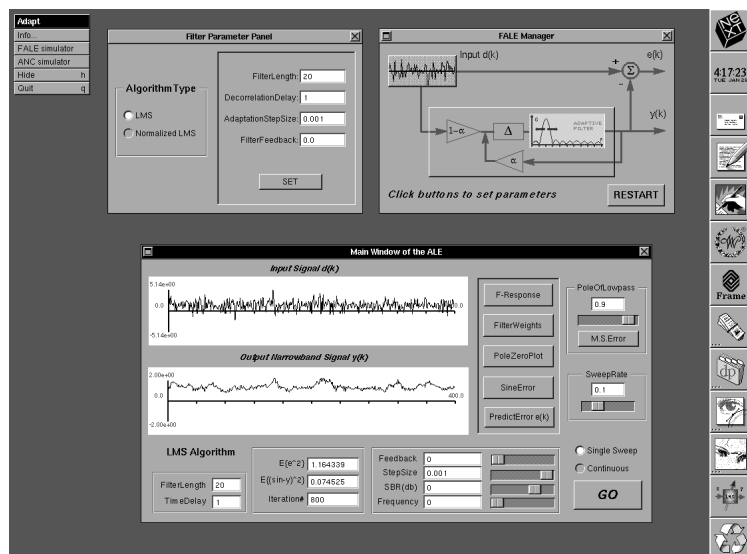 Adapt
Info...
FALE simulator
ANC simulator
Hide h
Quit q
Filter Parameter Panel
Algorithm Type
LMS
Normalized LMS
FilterLength: 20
DecorrelationDelay: 1
AdaptationStepSize: 0.001
FilterFeedback: 0.0
SET
FALE Manager
Input d(k)
e(k)
+
Σ
-
y(k)
1-α
Δ
G
ADAPTIVE
FILTER
f
α
Click buttons to set parameters
RESTART
Main Window of the ALE
Input Signal d(k)
5.14e+00
0.0
-5.14e+00
Output Narrowband Signal y(k)
2.00e+00
0.0
400.0
-2.00e+00
F-Response
FilterWeights
PoleZeroPlot
SineError
PredictError e(k)
PoleOfLowpass
0.9
M.S.Error
SweepRate
0.1
LMS Algorithm
FilterLength 20
TimeDelay 1
E(e^2) 1.164339
E((sin-y)^2) 0.074525
Iteration# 800
Feedback 0
StepSize 0.001
SBR(db) 0
Frequency 0
Single Sweep
Continuous
GO
NeXT
4:17:23
TUE JAN 28
W
Frame
dp
LMS